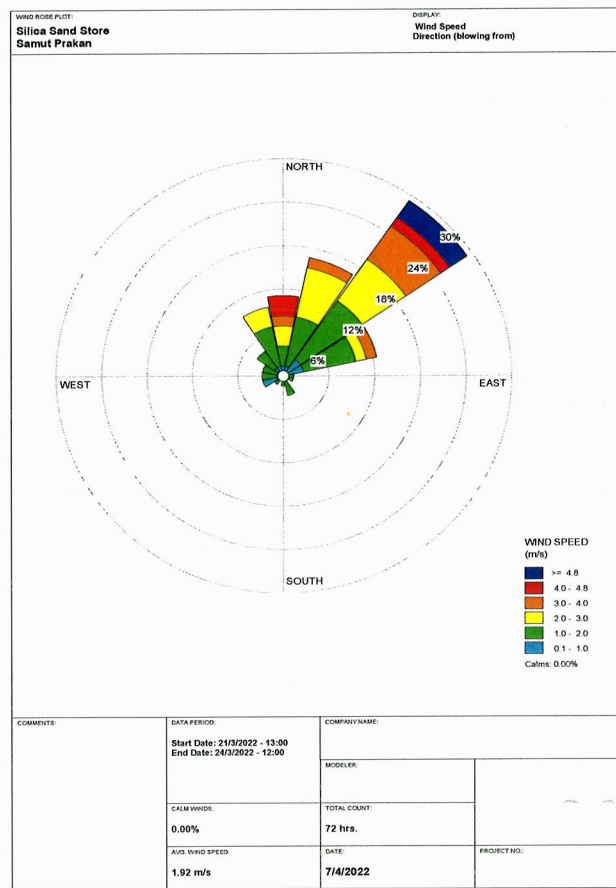 WIND ROSE PLOT:
Silica Sand Store
Samut Prakan
DISPLAY:
Wind Speed
Direction (blowing from)
NORTH
30%
24%
18%
12%
6%
WEST
EAST
SOUTH
WIND SPEED
(m/s)
>= 4.8
4.0 - 4.8
3.0 - 4.0
2.0 - 3.0
1.0 - 2.0
0.1 - 1.0
Calms: 0.00%
COMMENTS:
DATA PERIOD:
Start Date: 21/3/2022 - 13:00
End Date: 24/3/2022 - 12:00
COMPANY NAME:
MODELER:
CALM WINDS:
0.00%
TOTAL COUNT:
72 hrs.
AVG. WIND SPEED:
1.92 m/s
DATE:
7/4/2022
PROJECT NO.: